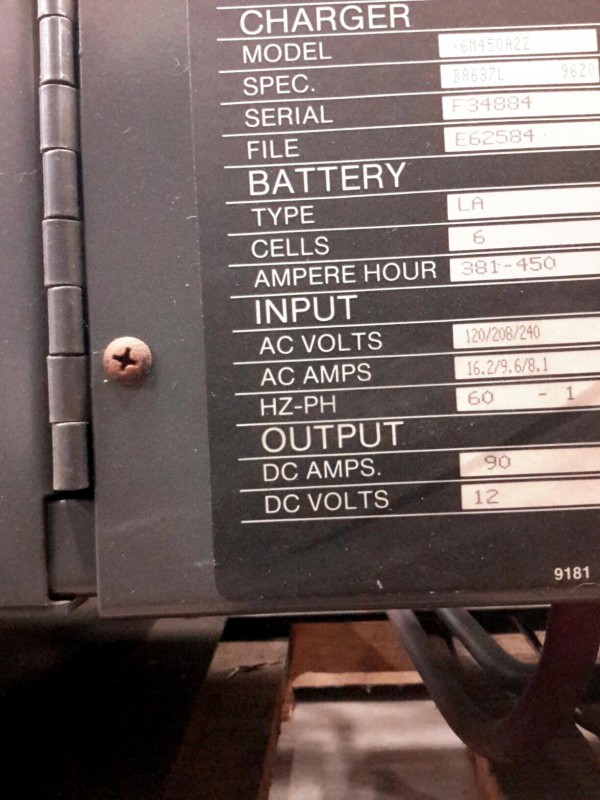 CHARGER
MODEL -6M450A22
SPEC. B8637L 9620
SERIAL F34884
FILE E62584
BATTERY
TYPE LA
CELLS 6
AMPERE HOUR 381-450
INPUT
AC VOLTS 120/208/240
AC AMPS 16.2/9.6/8.1
HZ-PH 60 - 1
OUTPUT
DC AMPS. 90
DC VOLTS 12
9181